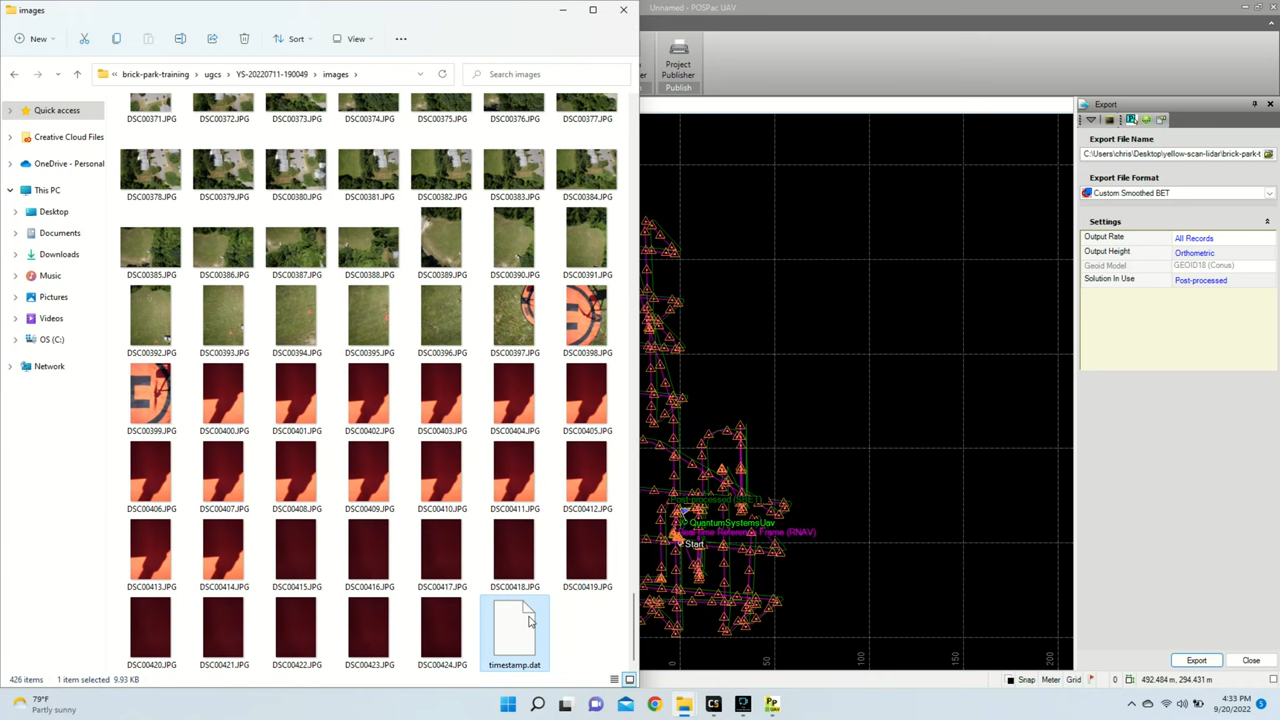 images
New
Sort
View
brick-park-training > ugcs > YS-20220711-190049 > images >
Search images
Quick access
Creative Cloud Files
OneDrive - Personal
This PC
Desktop
Documents
Downloads
Music
Pictures
Videos
OS (C:)
Network
DSC00371.JPG DSC00372.JPG DSC00373.JPG DSC00374.JPG DSC00375.JPG DSC00376.JPG DSC00377.JPG
DSC00378.JPG DSC00379.JPG DSC00380.JPG DSC00381.JPG DSC00382.JPG DSC00383.JPG DSC00384.JPG
DSC00385.JPG DSC00386.JPG DSC00387.JPG DSC00388.JPG DSC00389.JPG DSC00390.JPG DSC00391.JPG
DSC00392.JPG DSC00393.JPG DSC00394.JPG DSC00395.JPG DSC00396.JPG DSC00397.JPG DSC00398.JPG
DSC00399.JPG DSC00400.JPG DSC00401.JPG DSC00402.JPG DSC00403.JPG DSC00404.JPG DSC00405.JPG
DSC00406.JPG DSC00407.JPG DSC00408.JPG DSC00409.JPG DSC00410.JPG DSC00411.JPG DSC00412.JPG
DSC00413.JPG DSC00414.JPG DSC00415.JPG DSC00416.JPG DSC00417.JPG DSC00418.JPG DSC00419.JPG
DSC00420.JPG DSC00421.JPG DSC00422.JPG DSC00423.JPG DSC00424.JPG timestamp.dat
426 items 1 item selected 9.93 KB
Unnamed - POSPac UAV
Project
Publisher
Publish
Post-processed (SBET)
QuantumSystemsUav
Real-time Reference Frame (RNAV)
Start
0 50 100 150 200
Export
Export File Name
C:\Users\chris\Desktop\yellow-scan-lidar\brick-park-t
Export File Format
Custom Smoothed BET
Settings
Output Rate All Records
Output Height Orthometric
Geoid Model GEOID18 (Conus)
Solution In Use Post-processed
Export Close
Snap Meter Grid 0 492.484 m, 294.431 m
79°F
Partly sunny
4:33 PM
9/20/2022